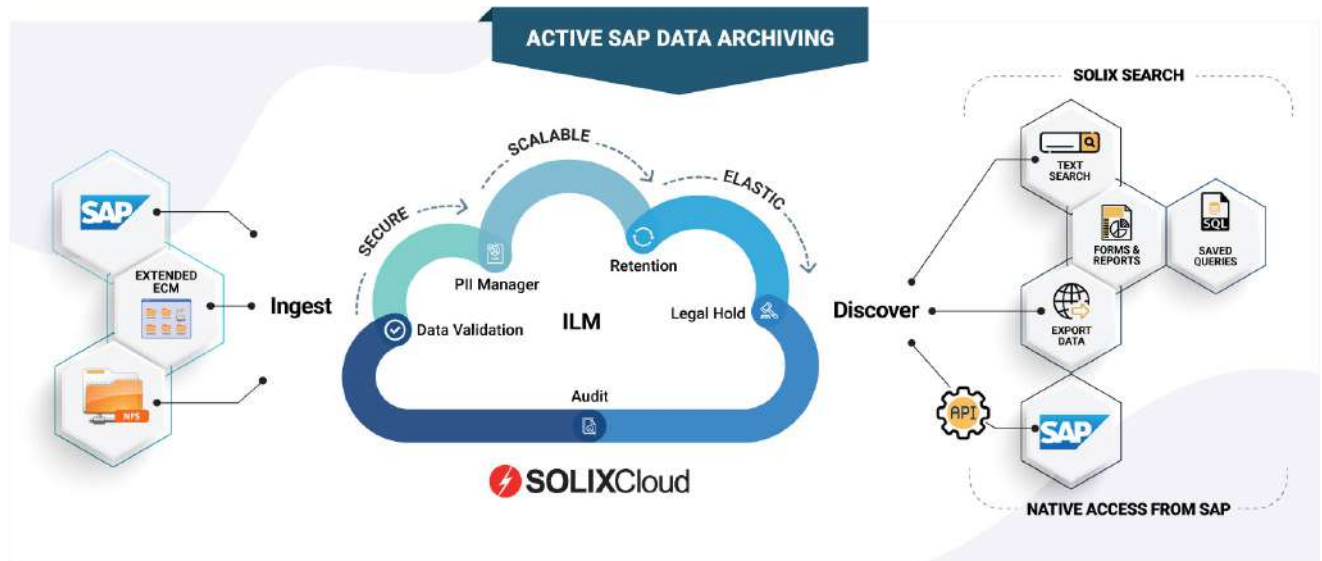 ACTIVE SAP DATA ARCHIVING
SAP
EXTENDED
ECM
NFS
Ingest
SECURE
SCALABLE
ELASTIC
PII Manager
Retention
Data Validation
ILM
Legal Hold
Audit
SOLIXCloud
Discover
SOLIX SEARCH
TEXT
SEARCH
FORMS &
REPORTS
SQL
SAVED
QUERIES
EXPORT
DATA
API
SAP
NATIVE ACCESS FROM SAP